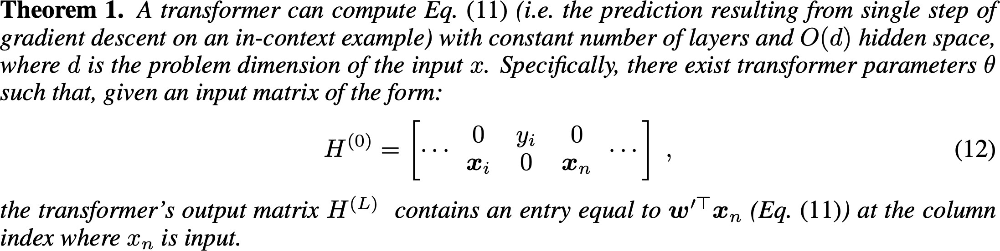 Theorem 1. A transformer can compute Eq. (11) (i.e. the prediction resulting from single step of
gradient descent on an in-context example) with constant number of layers and O(d) hidden space,
where d is the problem dimension of the input x. Specifically, there exist transformer parameters θ
such that, given an input matrix of the form:
H^{(0)} = [ ⋯ 0 y_i 0 ⋯
x_i 0 x_n ] , (12)
the transformer's output matrix H^{(L)} contains an entry equal to w'^⊤x_n (Eq. (11)) at the column
index where x_n is input.